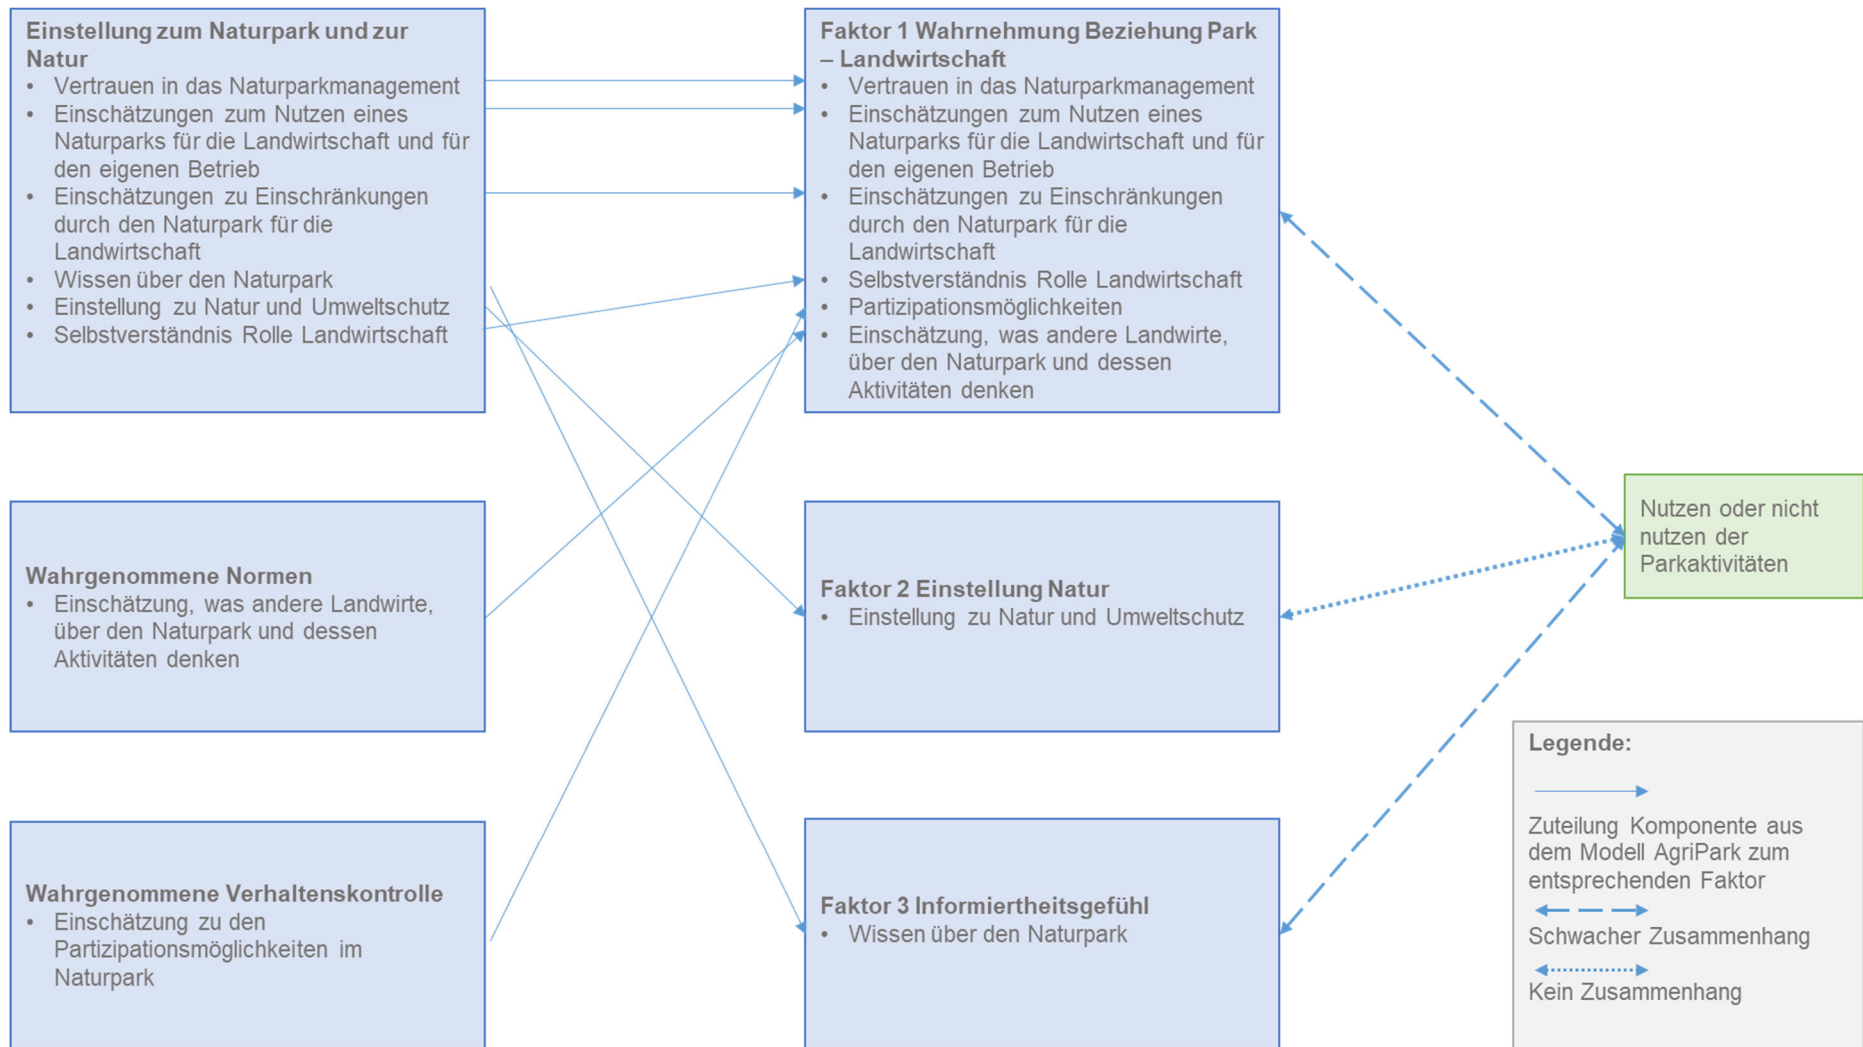 Einstellung zum Naturpark und zur
Natur
• Vertrauen in das Naturparkmanagement
• Einschätzungen zum Nutzen eines
Naturparks für die Landwirtschaft und für
den eigenen Betrieb
• Einschätzungen zu Einschränkungen
durch den Naturpark für die
Landwirtschaft
• Wissen über den Naturpark
• Einstellung zu Natur und Umweltschutz
• Selbstverständnis Rolle Landwirtschaft
Wahrgenommene Normen
• Einschätzung, was andere Landwirte,
über den Naturpark und dessen
Aktivitäten denken
Wahrgenommene Verhaltenskontrolle
• Einschätzung zu den
Partizipationsmöglichkeiten im
Naturpark
Faktor 1 Wahrnehmung Beziehung Park
– Landwirtschaft
• Vertrauen in das Naturparkmanagement
• Einschätzungen zum Nutzen eines
Naturparks für die Landwirtschaft und für
den eigenen Betrieb
• Einschätzungen zu Einschränkungen
durch den Naturpark für die
Landwirtschaft
• Selbstverständnis Rolle Landwirtschaft
• Partizipationsmöglichkeiten
• Einschätzung, was andere Landwirte,
über den Naturpark und dessen
Aktivitäten denken
Faktor 2 Einstellung Natur
• Einstellung zu Natur und Umweltschutz
Faktor 3 Informiertheitsgefühl
• Wissen über den Naturpark
Nutzen oder nicht
nutzen der
Parkaktivitäten
Legende:
Zuteilung Komponente aus
dem Modell AgriPark zum
entsprechenden Faktor
Schwacher Zusammenhang
Kein Zusammenhang